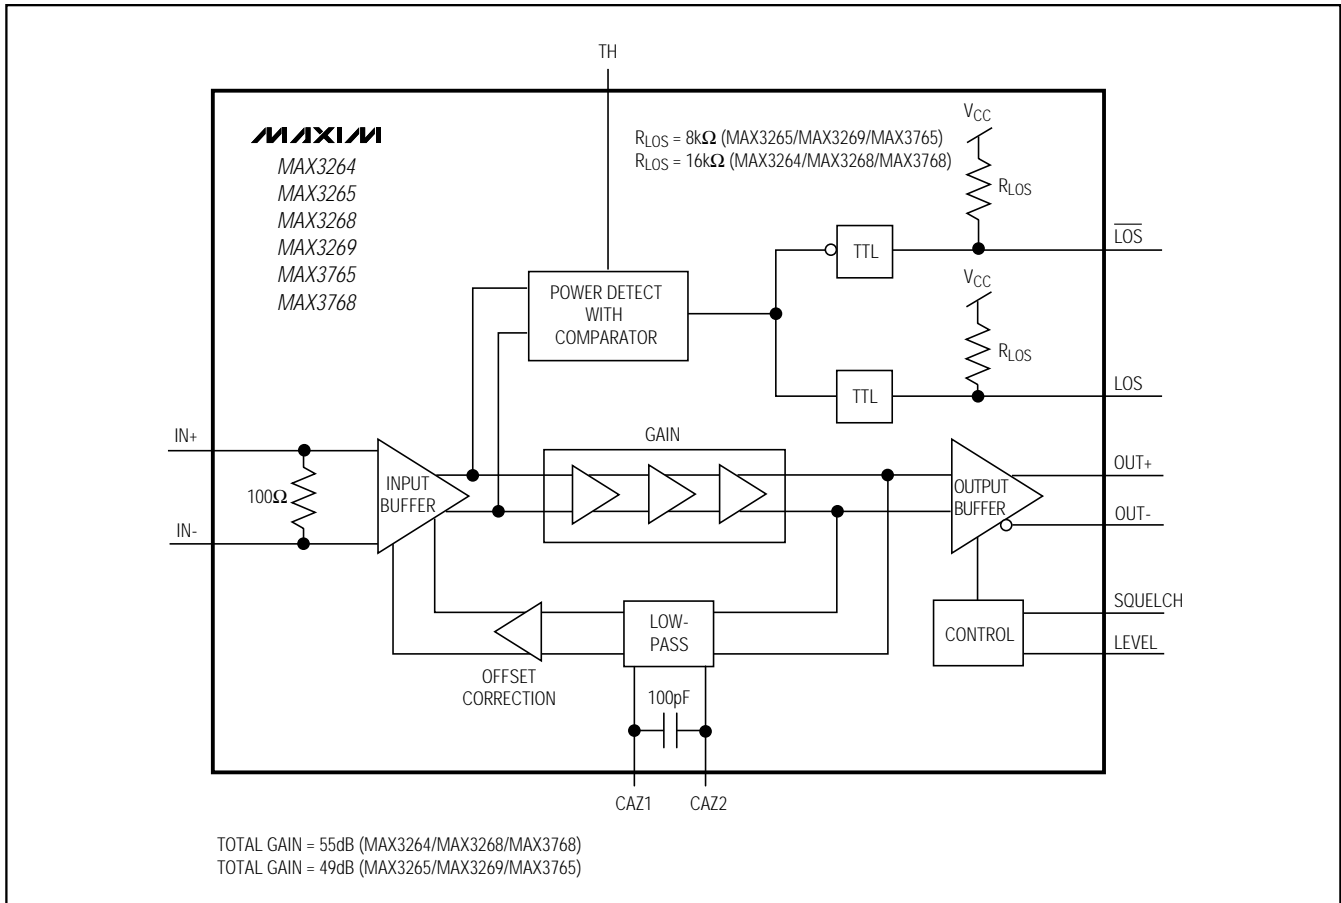 TH
MAXIM
MAX3264
MAX3265
MAX3268
MAX3269
MAX3765
MAX3768
RLOS = 8kΩ (MAX3265/MAX3269/MAX3765)
RLOS = 16kΩ (MAX3264/MAX3268/MAX3768)
VCC
RLOS
LOS
TTL
POWER DETECT
WITH
COMPARATOR
VCC
RLOS
LOS
TTL
IN+
100Ω
IN-
INPUT
BUFFER
GAIN
OUTPUT
BUFFER
OUT+
OUT-
SQUELCH
LEVEL
CONTROL
LOW-
PASS
OFFSET
CORRECTION
100pF
CAZ1
CAZ2
TOTAL GAIN = 55dB (MAX3264/MAX3268/MAX3768)
TOTAL GAIN = 49dB (MAX3265/MAX3269/MAX3765)